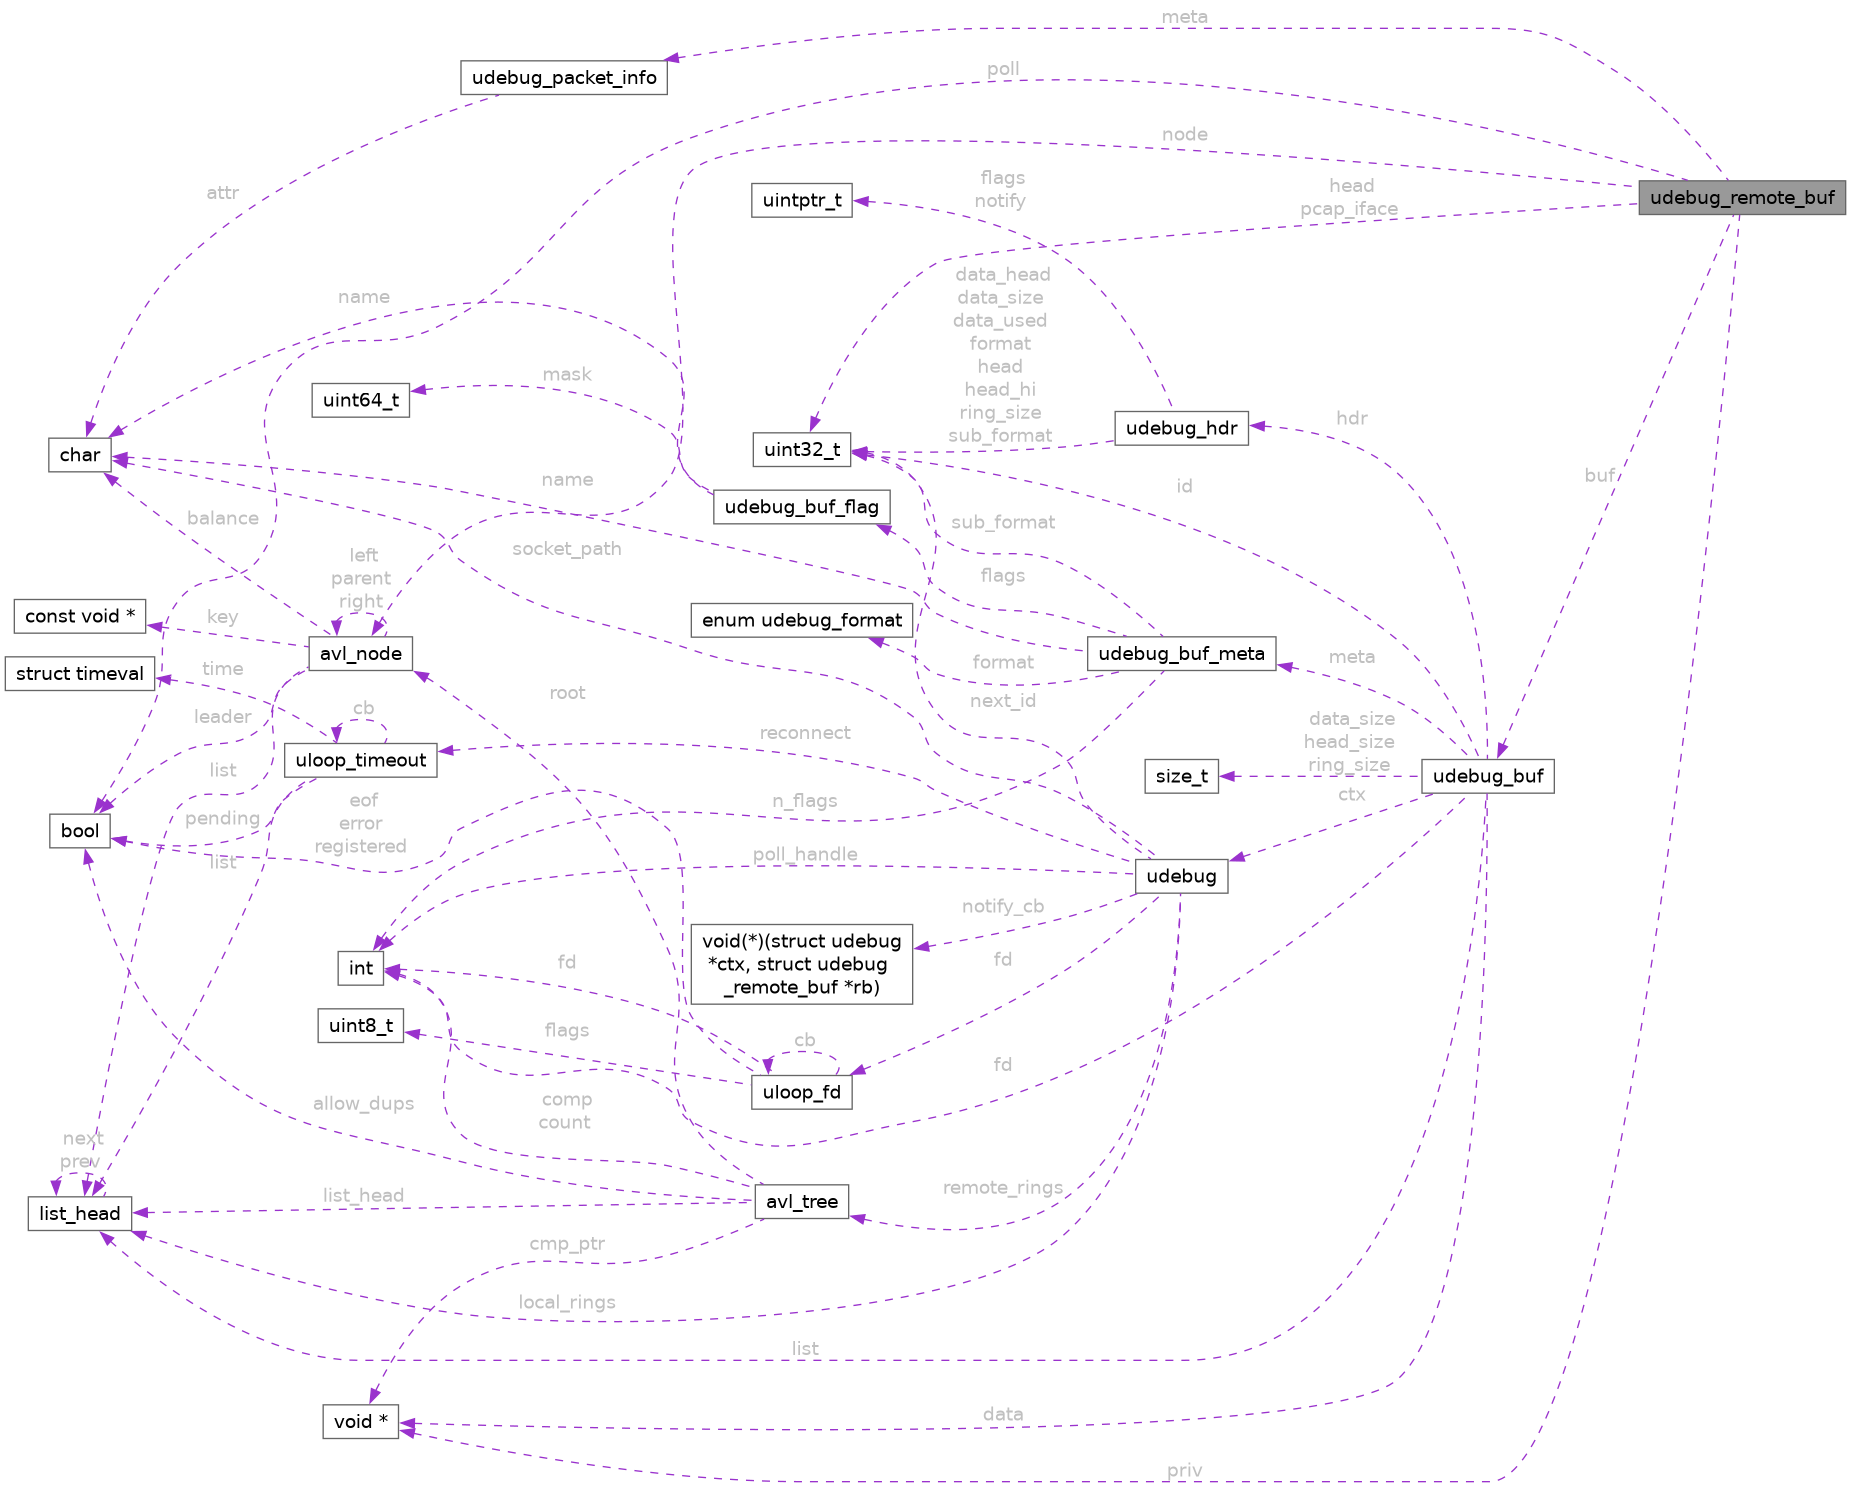 meta
poll
udebug_packet_info
node
attr
flags
notify
head
pcap_iface
uintptr_t
udebug_remote_buf
name
data_head
data_size
data_used
format
head
head_hi
ring_size
sub_format
mask
uint64_t
hdr
udebug_hdr
char
uint32_t
buf
name
id
balance
udebug_buf_flag
sub_format
socket_path
left
parent
right
flags
const void *
key
enum udebug_format
avl_node
udebug_buf_meta
struct timeval
time
format
meta
root
next_id
leader
cb
reconnect
data_size
head_size
ring_size
uloop_timeout
list
size_t
udebug_buf
ctx
n_flags
eof
error
registered
pending
bool
list
poll_handle
udebug
notify_cb
void(*)(struct udebug
*ctx, struct udebug
_remote_buf *rb)
int
fd
fd
uint8_t
flags
cb
fd
uloop_fd
allow_dups
comp
count
next
prev
remote_rings
list_head
list_head
avl_tree
cmp_ptr
local_rings
list
void *
data
priv